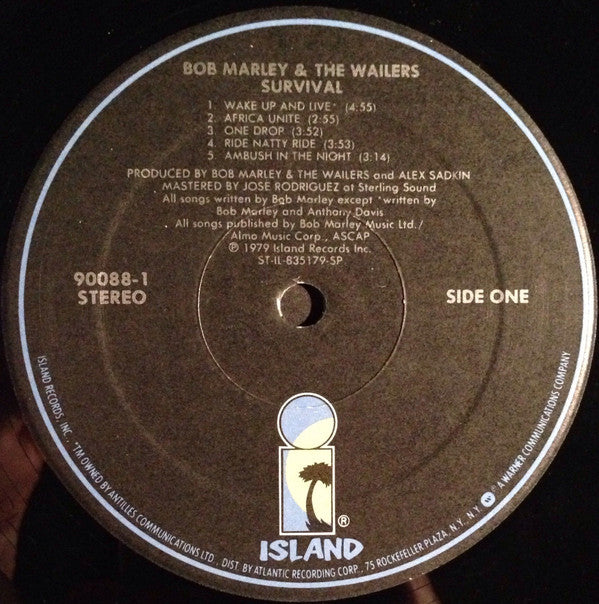 BOB MARLEY & THE WAILERS
SURVIVAL
1. WAKE UP AND LIVE* (4:55)
2. AFRICA UNITE (2:55)
3 ONE DROP (3:52)
4. RIDE NATTY RIDE (3:53)
5 AMBUSH IN THE NIGHT (3:14)
PRODUCED BY BOB MARLEY & THE WAILERS and ALEX SADKIN
MASTERED BY JOSE RODRIGUEZ at Sterling Sound
All songs written by Bob Marley except *written by
Bob Marley and Anthony Davis
All songs published by Bob Marley Music Ltd./
Almo Music Corp., ASCAP
℗ 1979 Island Records Inc.
ST-IL-835179-SP
90088-1
STEREO
SIDE ONE
®
ISLAND
ISLAND RECORDS, INC., *TM OWNED BY ANTILLES COMMUNICATIONS LTD., DIST. BY ATLANTIC RECORDING CORP., 75 ROCKEFELLER PLAZA, N.Y., N.Y. A WARNER COMMUNICATIONS COMPANY